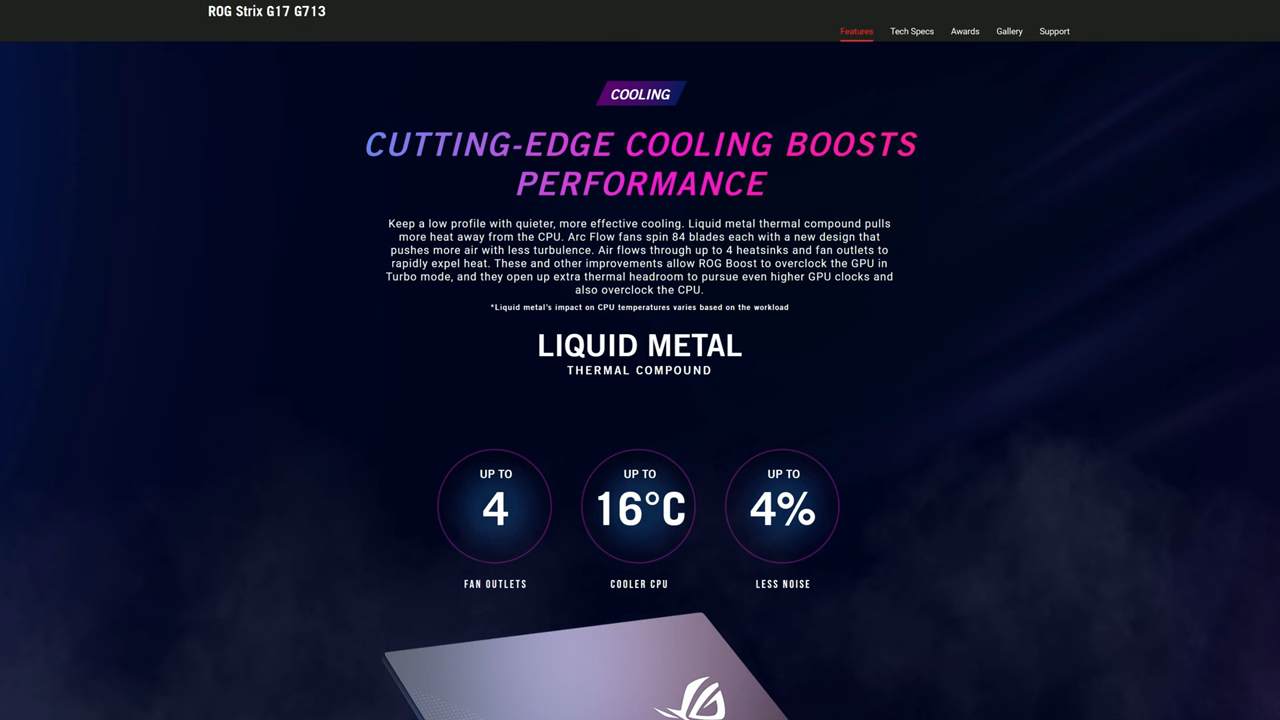 ROG Strix G17 G713
Features Tech Specs Awards Gallery Support
COOLING
CUTTING-EDGE COOLING BOOSTS
PERFORMANCE
Keep a low profile with quieter, more effective cooling. Liquid metal thermal compound pulls
more heat away from the CPU. Arc Flow fans spin 84 blades each with a new design that
pushes more air with less turbulence. Air flows through up to 4 heatsinks and fan outlets to
rapidly expel heat. These and other improvements allow ROG Boost to overclock the GPU in
Turbo mode, and they open up extra thermal headroom to pursue even higher GPU clocks and
also overclock the CPU.
*Liquid metal's impact on CPU temperatures varies based on the workload
LIQUID METAL
THERMAL COMPOUND
UP TO
4
FAN OUTLETS
UP TO
16°C
COOLER CPU
UP TO
4%
LESS NOISE